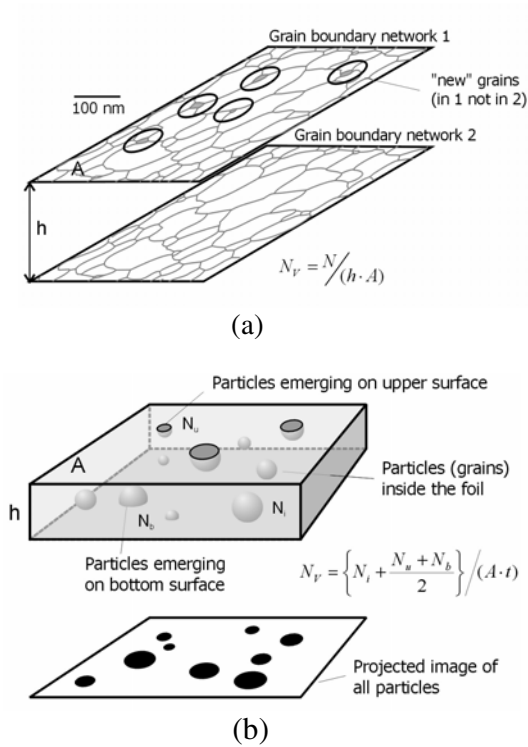 Grain boundary network 1
100 nm
"new" grains
(in 1 not in 2)
Grain boundary network 2
A
h
N_V = N/(h·A)
(a)
Particles emerging on upper surface
N_u
A
Particles (grains)
inside the foil
h
N_b
N_i
Particles emerging
on bottom surface
N_V = {N_i + (N_u + N_b)/2}/(A·t)
Projected image of
all particles
(b)